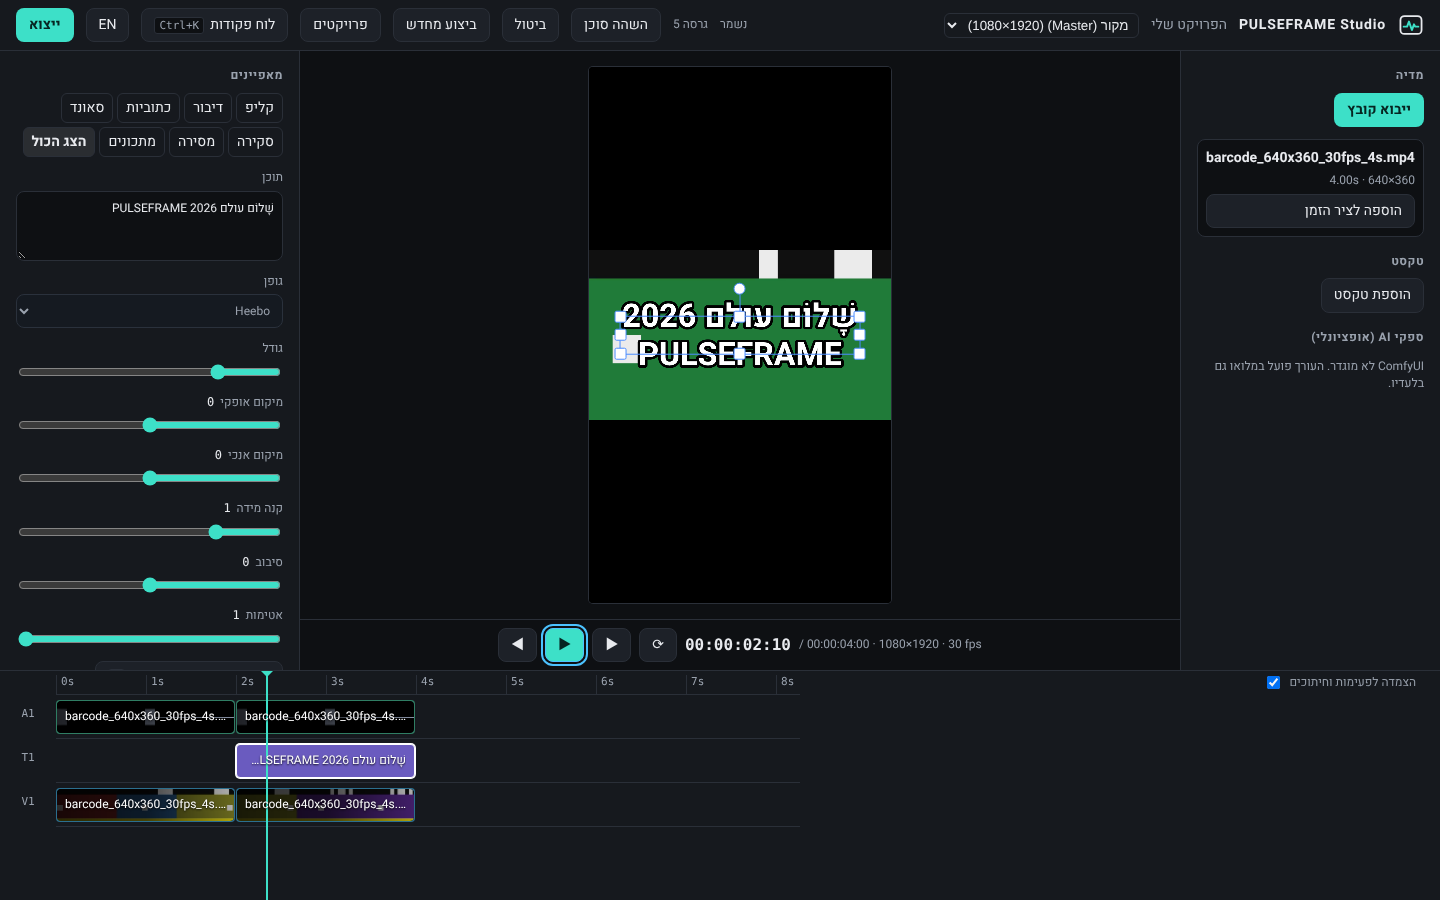 PULSEFRAME Studio
הפרויקט שלי
מקור (Master) (1080×1920)
נשמר
גרסה 5
השהה סוכן
ביטול
ביצוע מחדש
פרויקטים
לוח פקודות Ctrl+K
EN
ייצוא
מדיה
ייבוא קובץ
barcode_640x360_30fps_4s.mp4
4.00s · 640×360
הוספה לציר הזמן
טקסט
הוספת טקסט
ספקי AI (אופציונלי)
ComfyUI לא מוגדר. העורך פועל במלואו גם
בלעדיו.
שָׁלוֹם עולם 2026
PULSEFRAME
00:00:02:10 / 00:00:04:00 · 1080×1920 · 30 fps
מאפיינים
קליפ
דיבור
כתוביות
סאונד
סקירה
מסירה
מתכונים
הצג הכול
תוכן
שָׁלוֹם עולם 2026 PULSEFRAME
גופן
Heebo
גודל
מיקום אופקי 0
מיקום אנכי 0
קנה מידה 1
סיבוב 0
אטימות 1
הצמדה לפעימות וחיתוכים
0s 1s 2s 3s 4s 5s 6s 7s 8s
A1
barcode_640x360_30fps_4s.…
barcode_640x360_30fps_4s.…
T1
שָׁלוֹם עולם 2026 LSEFRAME…
V1
barcode_640x360_30fps_4s.…
barcode_640x360_30fps_4s.…